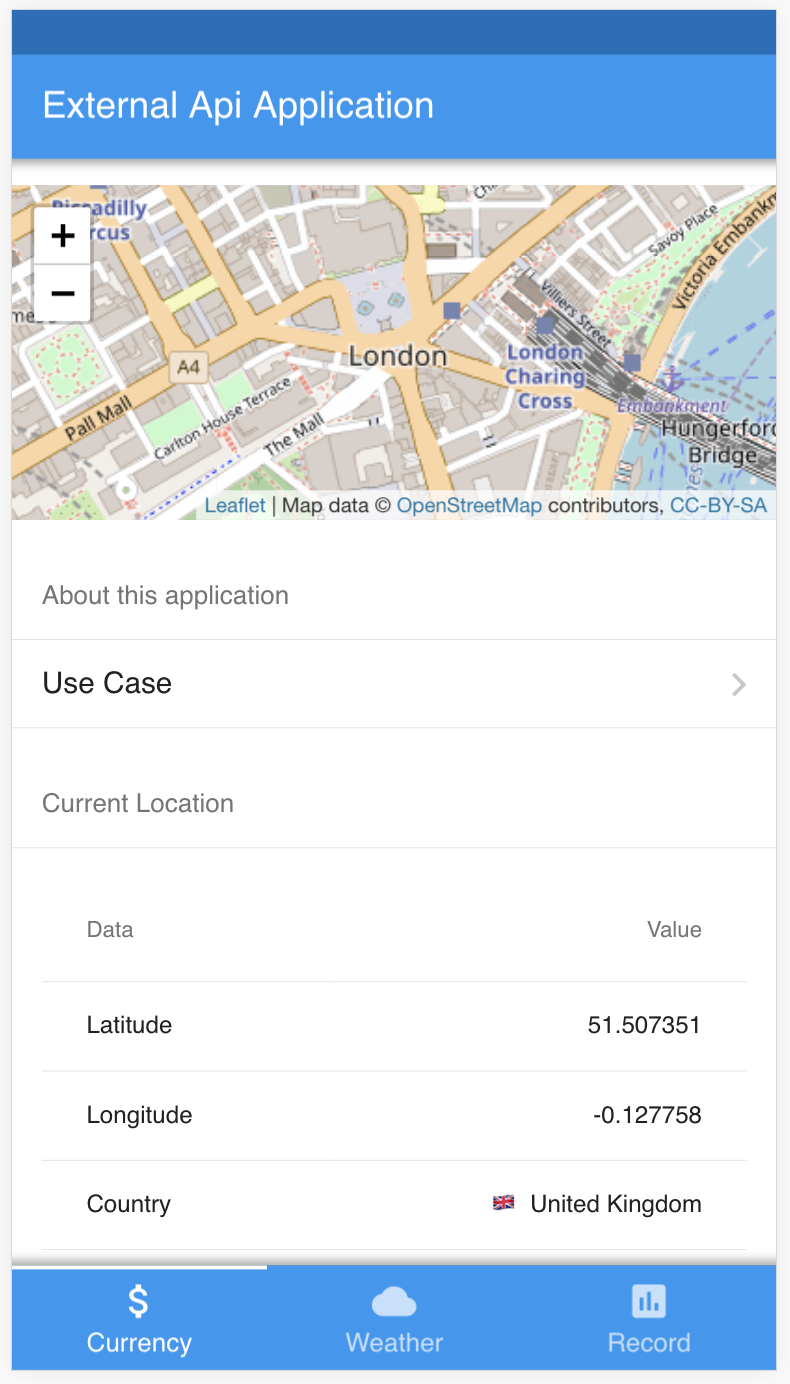 External Api Application
Piccadilly
Circus
+
−
Savoy Place
Victoria Embankm
Villiers Street
London
A4
London
Charing
Cross
Pall Mall
Carlton House Terrace
The Mall
Embankment
Hungerford
Bridge
Leaflet | Map data © OpenStreetMap contributors, CC-BY-SA
About this application
Use Case
Current Location
Data Value
Latitude 51.507351
Longitude -0.127758
Country 🇬🇧 United Kingdom
$
Currency Weather Record